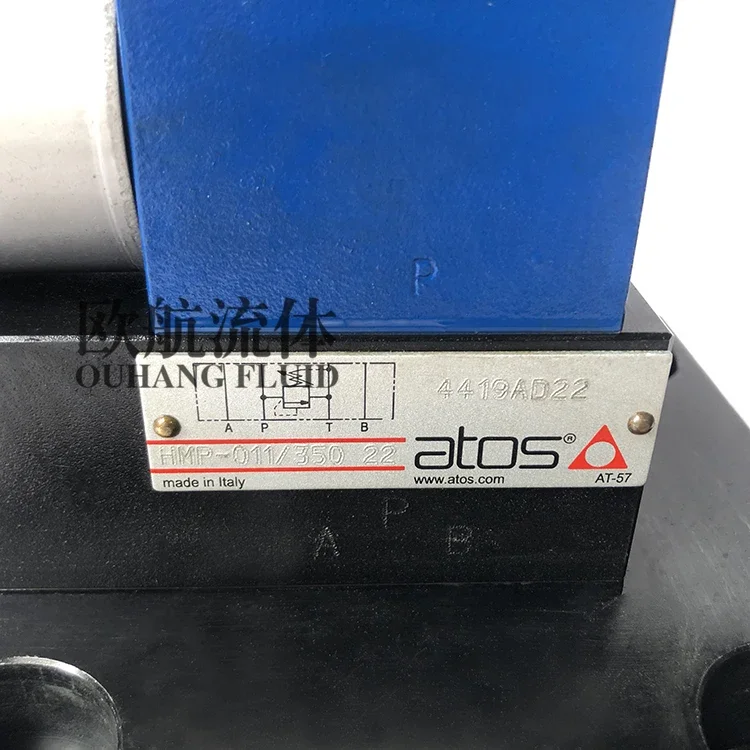 P
欧航流体
OUHANG FLUID
4419AD22
A P T B
HMP-011/350 22
atos®
made in Italy
www.atos.com
AT-57
P
A B